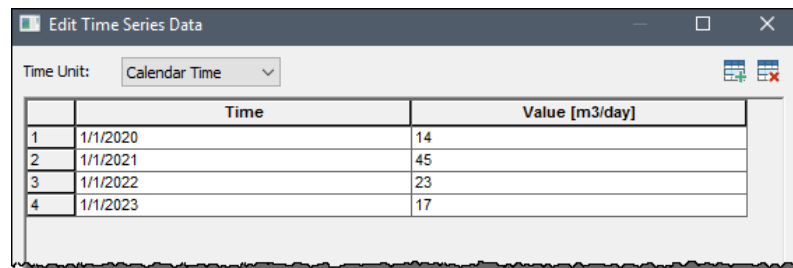 Edit Time Series Data
Time Unit: Calendar Time
Time Value [m3/day]
1 1/1/2020 14
2 1/1/2021 45
3 1/1/2022 23
4 1/1/2023 17